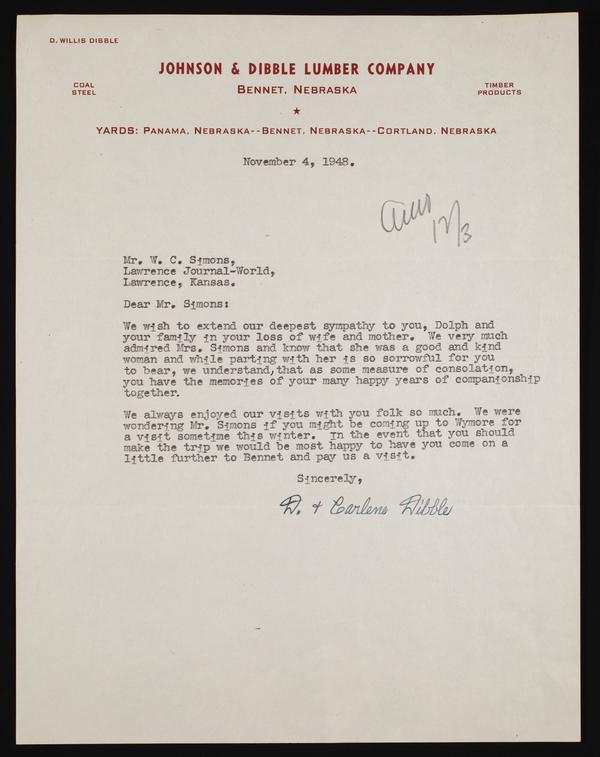 D. WILLIS DIBBLE
JOHNSON & DIBBLE LUMBER COMPANY
COAL
STEEL
BENNET, NEBRASKA
TIMBER
PRODUCTS
YARDS: PANAMA, NEBRASKA--BENNET, NEBRASKA--CORTLAND, NEBRASKA
November 4, 1948.
Ans
12/3
Mr. W. C. Simons,
Lawrence Journal-World,
Lawrence, Kansas.
Dear Mr. Simons:
We wish to extend our deepest sympathy to you, Dolph and
your family in your loss of wife and mother. We very much
admired Mrs. Simons and know that she was a good and kind
woman and while parting with her is so sorrowful for you
to bear, we understand,that as some measure of consolation,
you have the memories of your many happy years of companionship
together.
We always enjoyed our visits with you folk so much. We were
wondering Mr. Simons if you might be coming up to Wymore for
a visit sometime this winter. In the event that you should
make the trip we would be most happy to have you come on a
little further to Bennet and pay us a visit.
Sincerely,
D. + Carlene Dibble